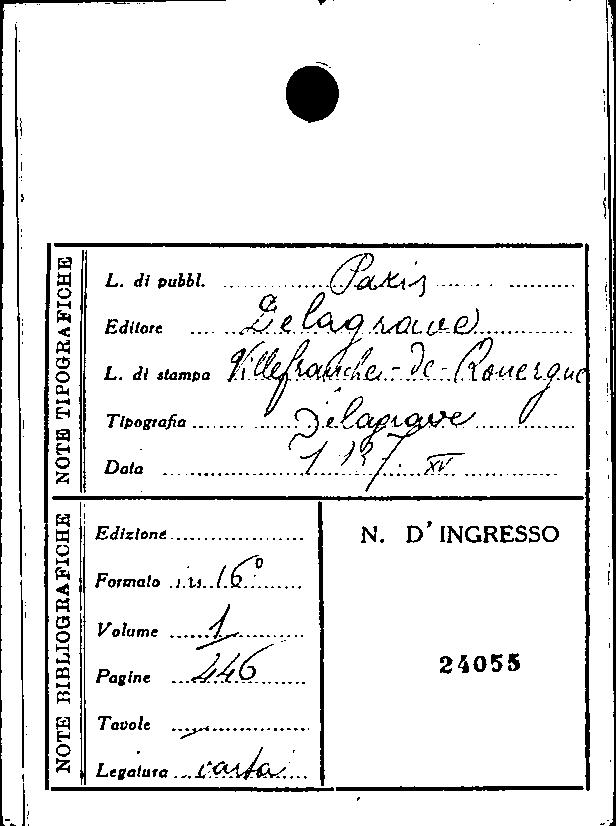 NOTE TIPOGRAFICHE
L. di pubbl. Paris
Editore Delagrave
L. di stampa Villefranche-de-Rouergue
Tipografia Delagrave
Data 1937 XV
NOTE BIBLIOGRAFICHE
Edizione
Formato in 16°
Volume 1
Pagine 446
Tavole
Legatura carta
N. D'INGRESSO
24055